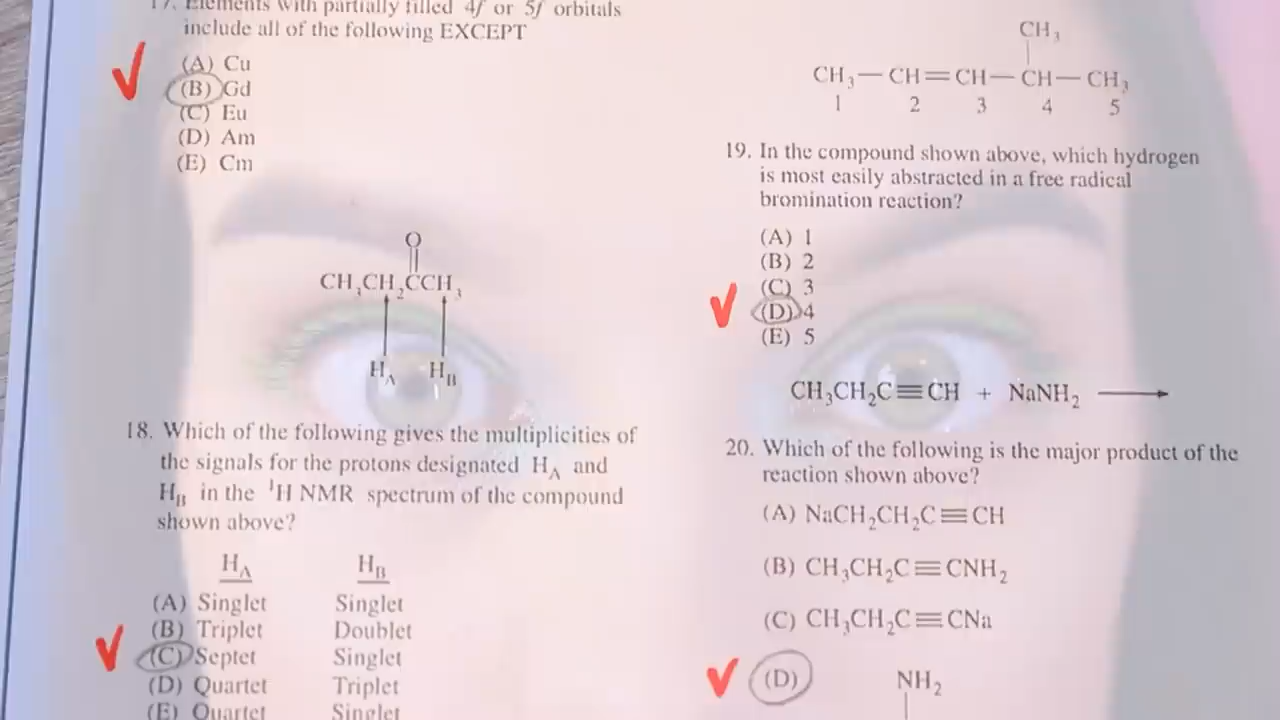 17. Elements with partially filled 4f or 5f orbitals
include all of the following EXCEPT
(A) Cu
(B) Gd
(C) Eu
(D) Am
(E) Cm
O
CH₃CH₂CCH₃
H_A H_B
18. Which of the following gives the multiplicities of
the signals for the protons designated H_A and
H_B in the ¹H NMR spectrum of the compound
shown above?
H_A H_B
(A) Singlet Singlet
(B) Triplet Doublet
(C) Septet Singlet
(D) Quartet Triplet
(E) Quartet Singlet
CH₃
CH₃—CH=CH—CH—CH₃
1 2 3 4 5
19. In the compound shown above, which hydrogen
is most easily abstracted in a free radical
bromination reaction?
(A) 1
(B) 2
(C) 3
(D) 4
(E) 5
CH₃CH₂C≡CH + NaNH₂ ⟶
20. Which of the following is the major product of the
reaction shown above?
(A) NaCH₂CH₂C≡CH
(B) CH₃CH₂C≡CNH₂
(C) CH₃CH₂C≡CNa
(D) NH₂